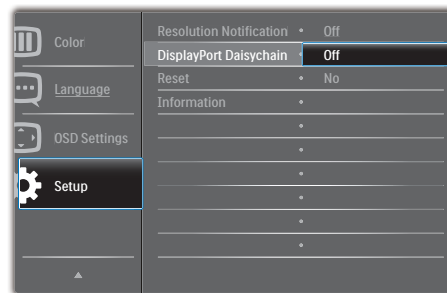 Color
Language
OSD Settings
Setup
Resolution Notification • Off
DisplayPort Daisychain • Off
Reset • No
Information •
•
•
•
•
•
•